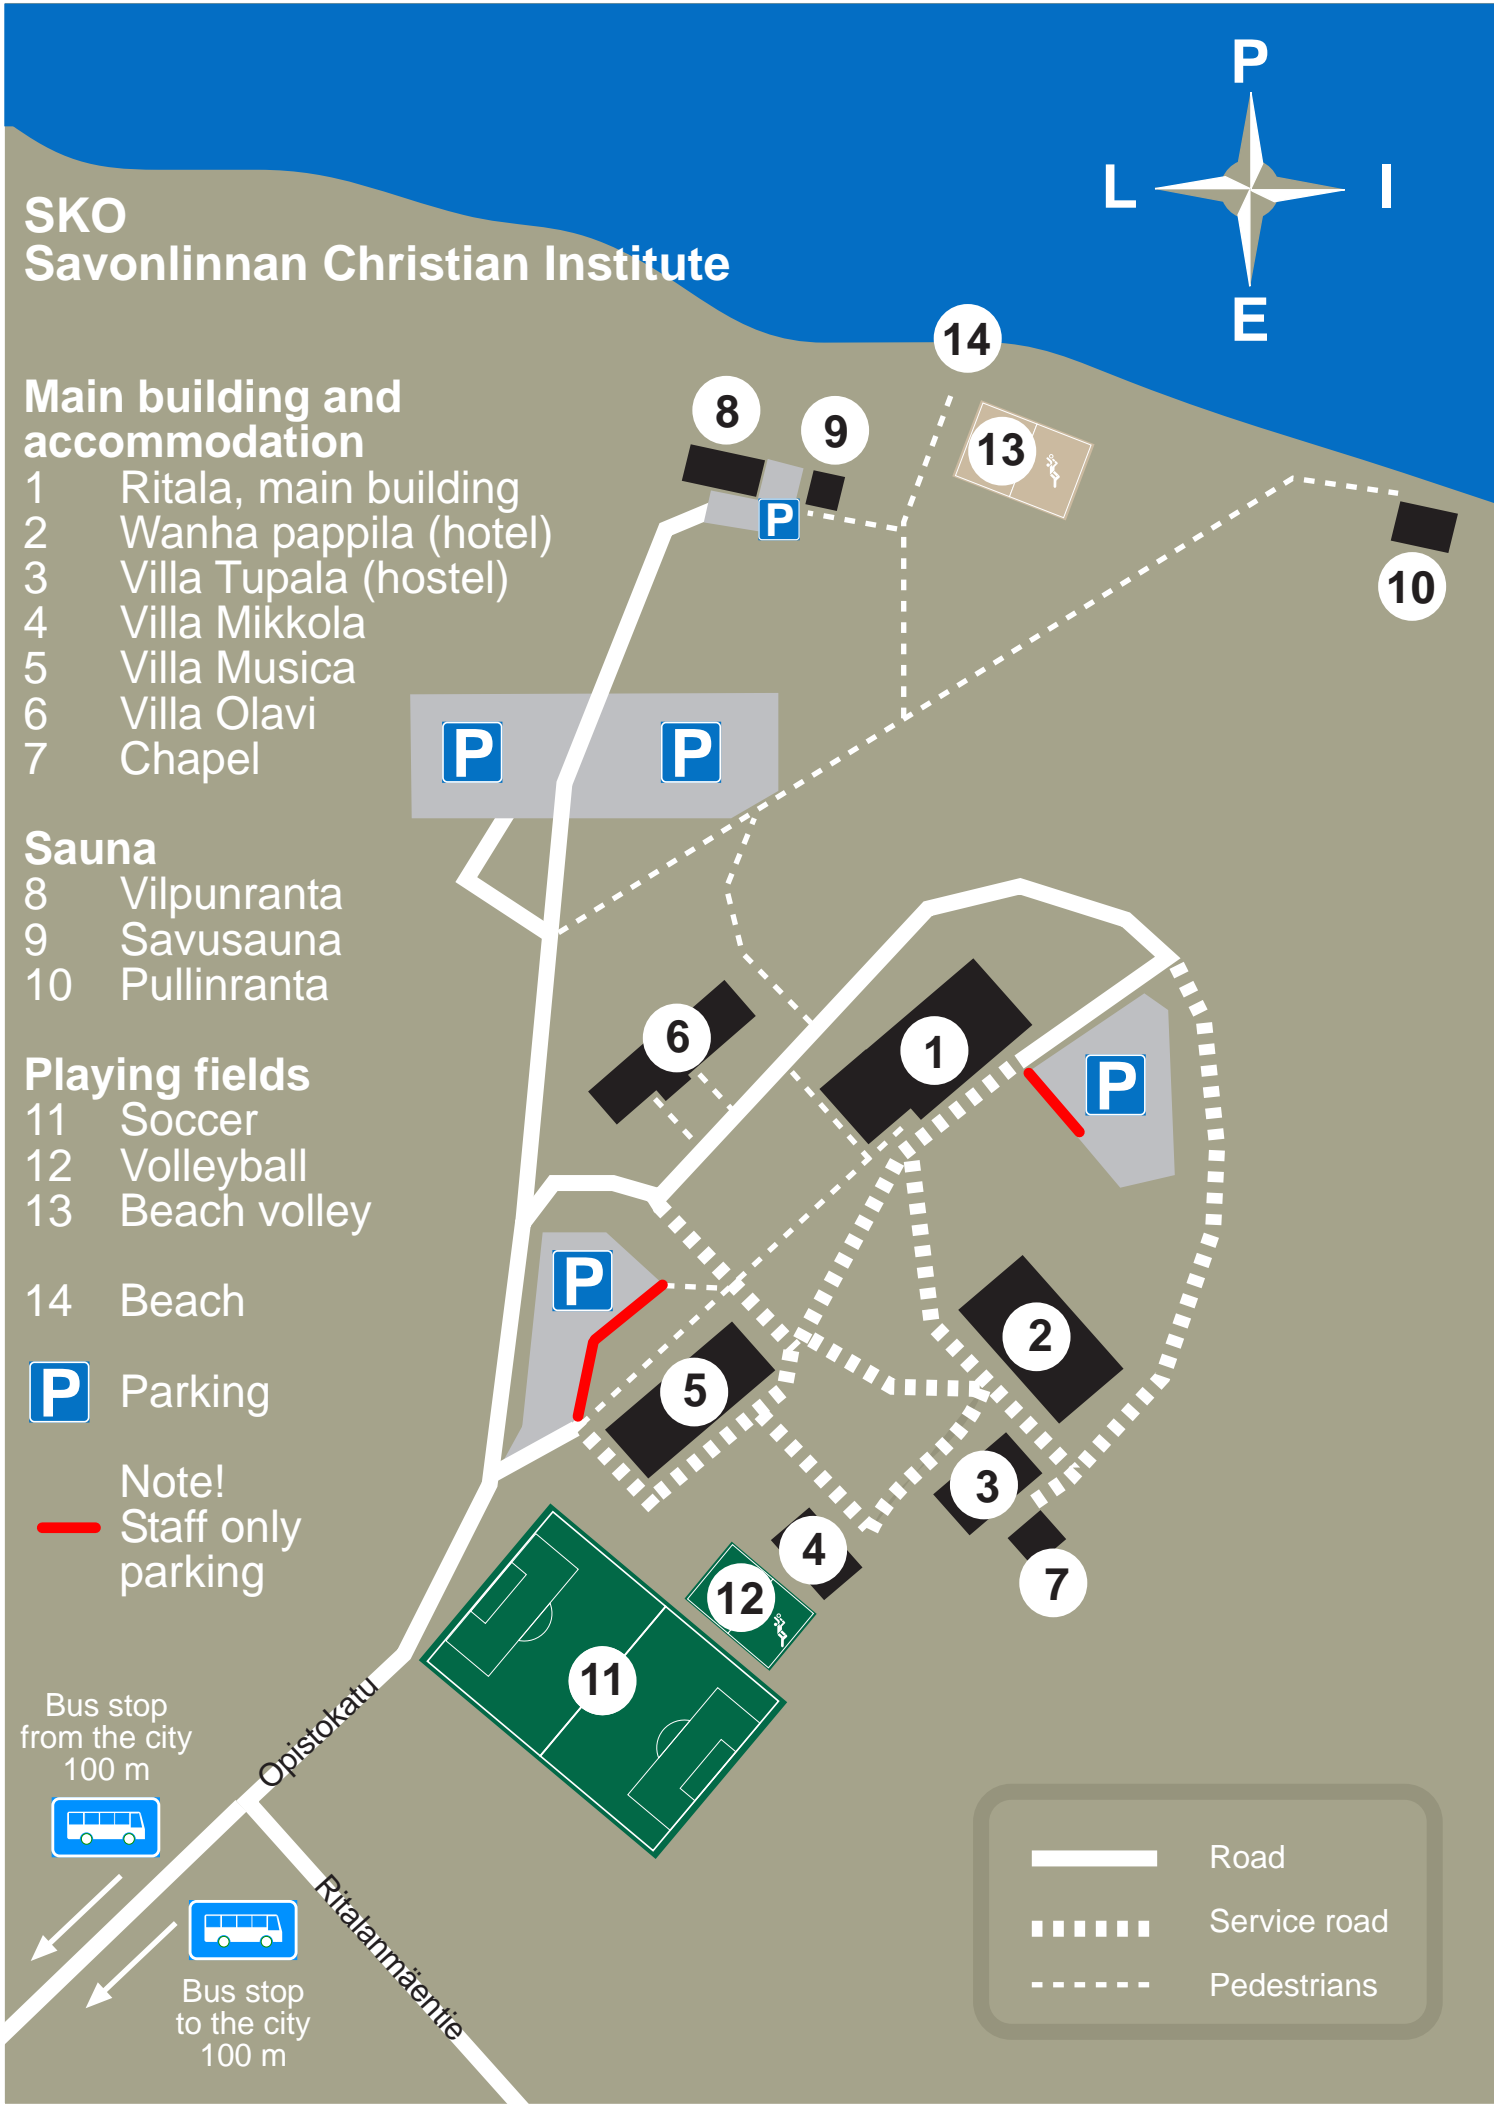 P
L I
E
SKO
Savonlinnan Christian Institute
Main building and
accommodation
1 Ritala, main building
2 Wanha pappila (hotel)
3 Villa Tupala (hostel)
4 Villa Mikkola
5 Villa Musica
6 Villa Olavi
7 Chapel
Sauna
8 Vilpunranta
9 Savusauna
10 Pullinranta
Playing fields
11 Soccer
12 Volleyball
13 Beach volley
14 Beach
P Parking
Note!
Staff only
parking
14
8
9
13
P
10
P P
6
1
P
P
2
5
3
4
7
12
11
Opistokatu
Ritalanmäentie
Bus stop
from the city
100 m
Bus stop
to the city
100 m
Road
Service road
Pedestrians